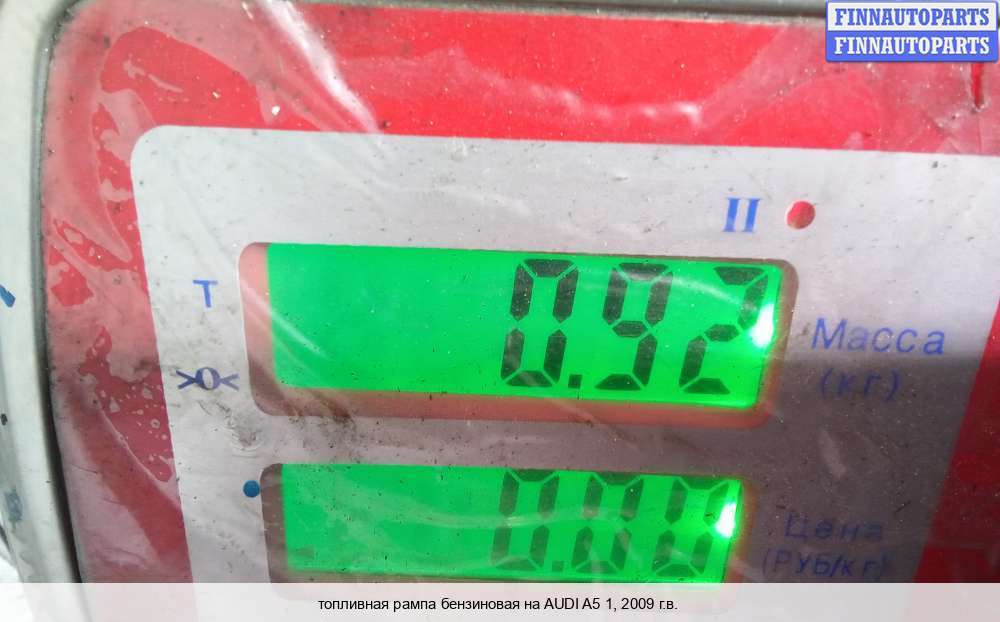 FINNAUTOPARTS
FINNAUTOPARTS
II
T
0.92
Масса
(кг)
>0<
0.00
Цена
(РУБ/кг)
топливная рампа бензиновая на AUDI A5 1, 2009 г.в.